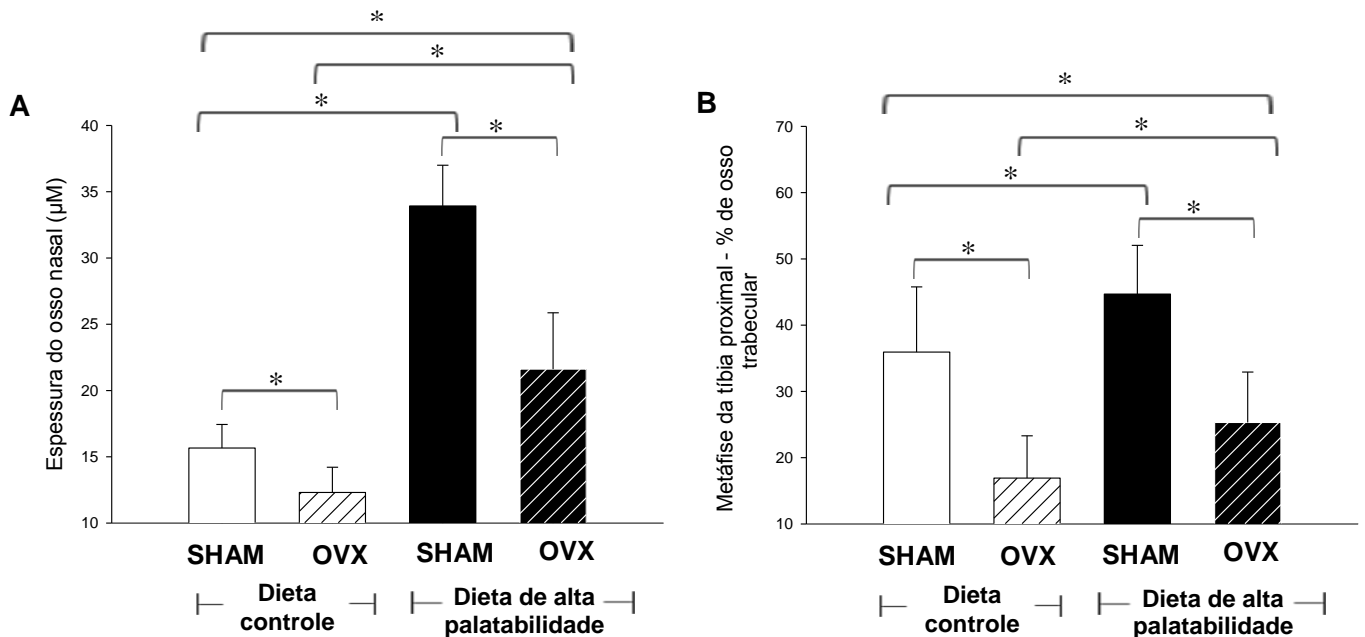 A
Espessura do osso nasal (µM)
40
35
30
25
20
15
10
*
*
*
*
*
SHAM
OVX
SHAM
OVX
Dieta
controle
Dieta de alta
palatabilidade
B
Metáfise da tíbia proximal - % de osso
trabecular
70
60
50
40
30
20
10
*
*
*
*
*
SHAM
OVX
SHAM
OVX
Dieta
controle
Dieta de alta
palatabilidade